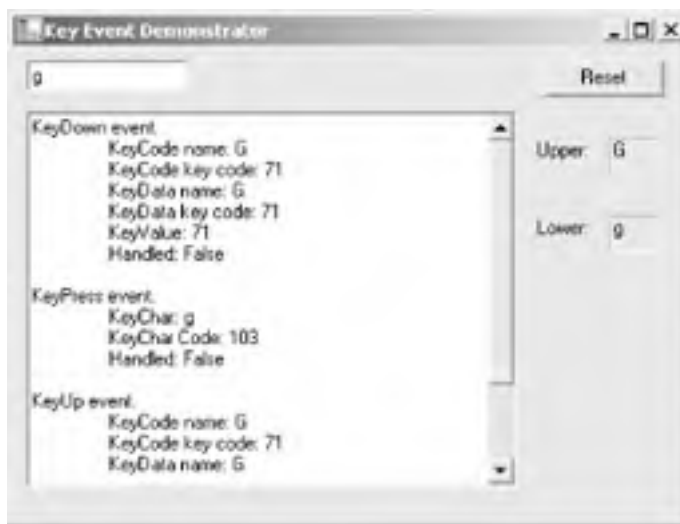 Key Event Demonstrator
g
Reset
KeyDown event.
KeyCode name: G
KeyCode key code: 71
KeyData name: G
KeyData key code: 71
KeyValue: 71
Handled: False
Upper: G
Lower: g
KeyPress event.
KeyChar: g
KeyChar Code: 103
Handled: False
KeyUp event.
KeyCode name: G
KeyCode key code: 71
KeyData name: G